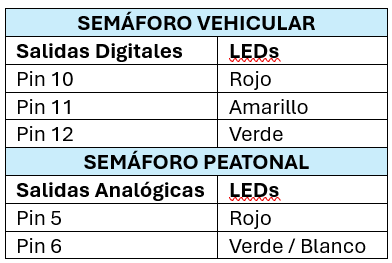 SEMÁFORO VEHICULAR
Salidas Digitales LEDs
Pin 10 Rojo
Pin 11 Amarillo
Pin 12 Verde
SEMÁFORO PEATONAL
Salidas Analógicas LEDs
Pin 5 Rojo
Pin 6 Verde / Blanco